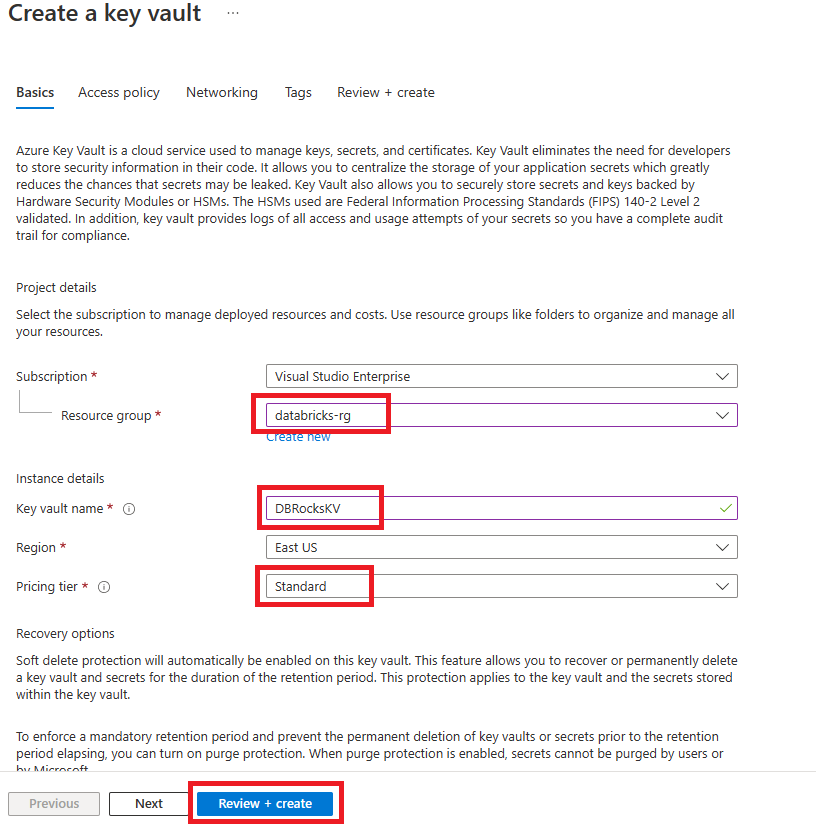 Create a key vault ...
Basics Access policy Networking Tags Review + create
Azure Key Vault is a cloud service used to manage keys, secrets, and certificates. Key Vault eliminates the need for developers
to store security information in their code. It allows you to centralize the storage of your application secrets which greatly
reduces the chances that secrets may be leaked. Key Vault also allows you to securely store secrets and keys backed by
Hardware Security Modules or HSMs. The HSMs used are Federal Information Processing Standards (FIPS) 140-2 Level 2
validated. In addition, key vault provides logs of all access and usage attempts of your secrets so you have a complete audit
trail for compliance.
Project details
Select the subscription to manage deployed resources and costs. Use resource groups like folders to organize and manage all
your resources.
Subscription * Visual Studio Enterprise
Resource group * databricks-rg
Create new
Instance details
Key vault name * DBRocksKV
Region * East US
Pricing tier * Standard
Recovery options
Soft delete protection will automatically be enabled on this key vault. This feature allows you to recover or permanently delete
a key vault and secrets for the duration of the retention period. This protection applies to the key vault and the secrets stored
within the key vault.
To enforce a mandatory retention period and prevent the permanent deletion of key vaults or secrets prior to the retention
period elapsing, you can turn on purge protection. When purge protection is enabled, secrets cannot be purged by users or
by Microsoft.
Previous Next Review + create